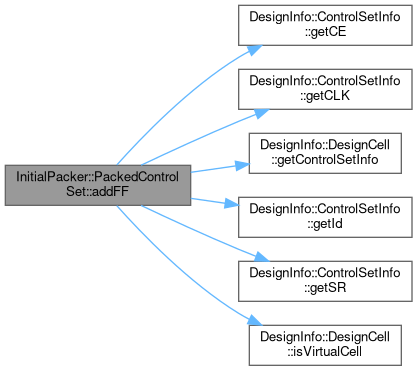 DesignInfo::ControlSetInfo
::getCE
DesignInfo::ControlSetInfo
::getCLK
DesignInfo::DesignCell
::getControlSetInfo
InitialPacker::PackedControl
Set::addFF
DesignInfo::ControlSetInfo
::getId
DesignInfo::ControlSetInfo
::getSR
DesignInfo::DesignCell
::isVirtualCell